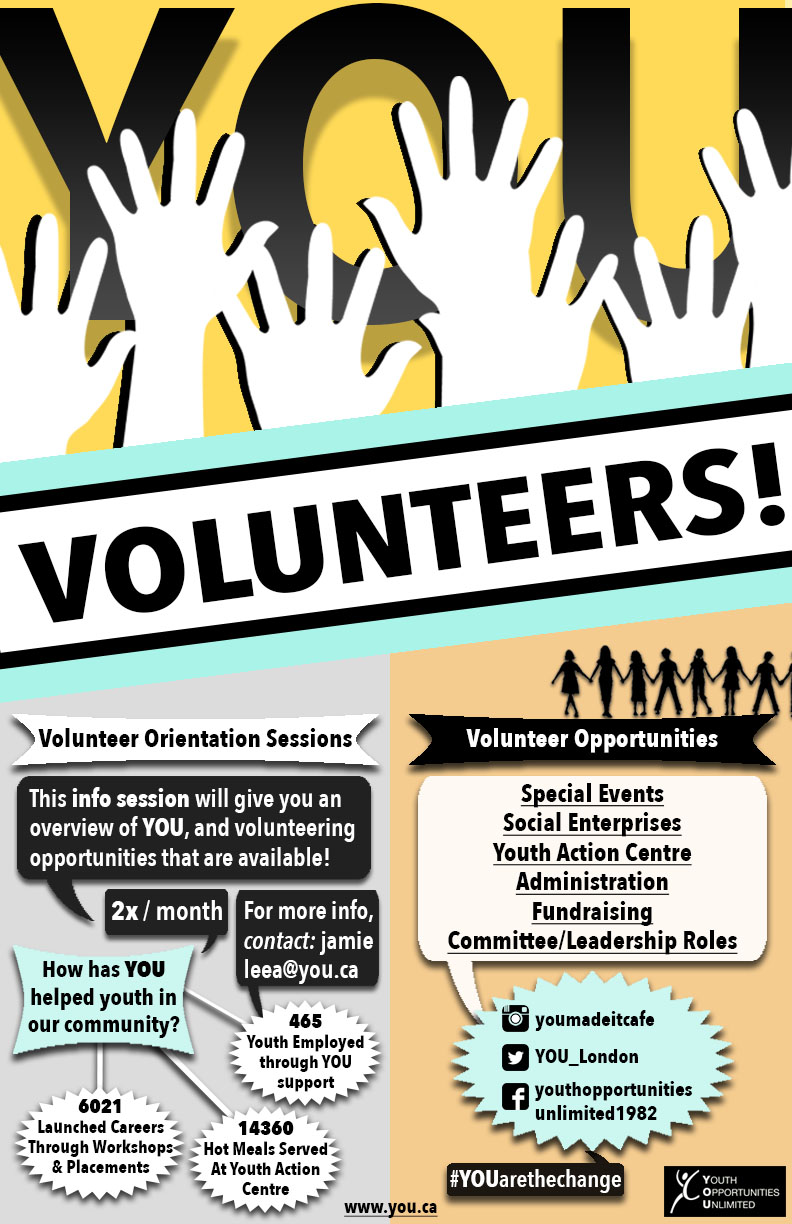 YOU
VOLUNTEERS!
Volunteer Orientation Sessions
This info session will give you an
overview of YOU, and volunteering
opportunities that are available!
2x / month
For more info,
contact: jamie
leea@you.ca
How has YOU
helped youth in
our community?
465
Youth Employed
through YOU
support
6021
Launched Careers
Through Workshops
& Placements
14360
Hot Meals Served
At Youth Action
Centre
www.you.ca
Volunteer Opportunities
Special Events
Social Enterprises
Youth Action Centre
Administration
Fundraising
Committee/Leadership Roles
youmadeitcafe
YOU_London
youthopportunities
unlimited1982
#YOUarethechange
YOUTH
OPPORTUNITIES
UNLIMITED